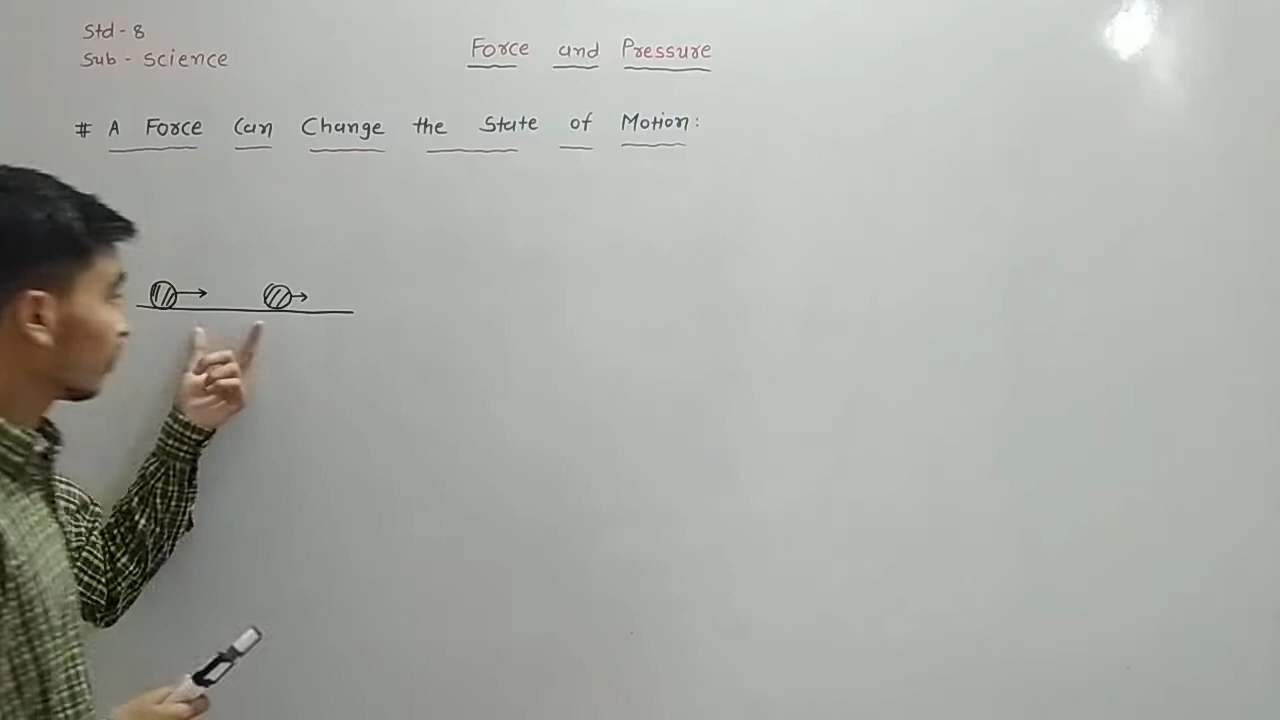 Std - 8
Sub - Science
Force and Pressure
# A Force Can Change the State of Motion: